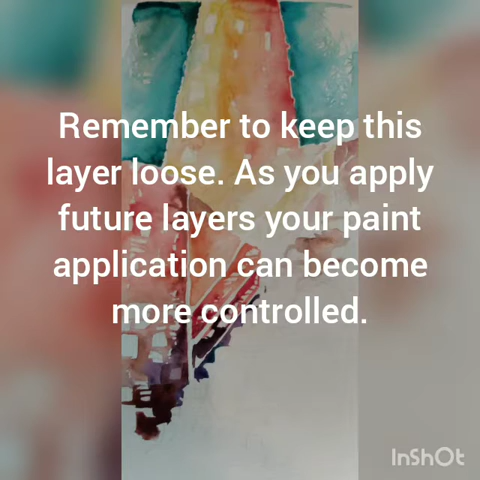 Remember to keep this
layer loose. As you apply
future layers your paint
application can become
more controlled.
InShOt